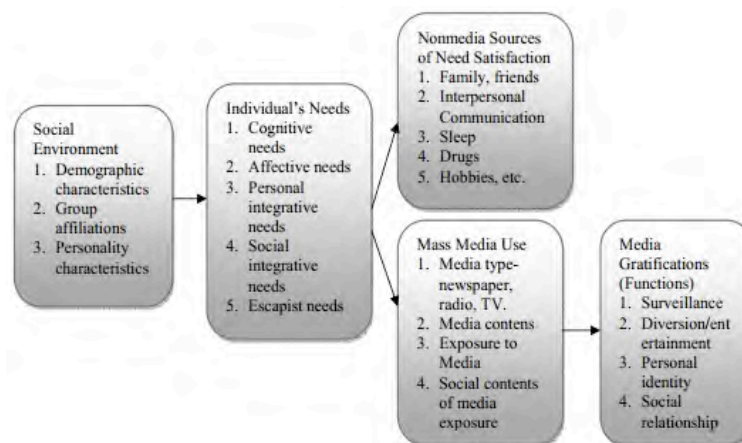 Social
Environment
1. Demographic
characteristics
2. Group
affiliations
3. Personality
characteristics
Individual's Needs
1. Cognitive
needs
2. Affective needs
3. Personal
integrative
needs
4. Social
integrative
needs
5. Escapist needs
Nonmedia Sources
of Need Satisfaction
1. Family, friends
2. Interpersonal
Communication
3. Sleep
4. Drugs
5. Hobbies, etc.
Mass Media Use
1. Media type-
newspaper,
radio, TV.
2. Media contens
3. Exposure to
Media
4. Social contents
of media
exposure
Media
Gratifications
(Functions)
1. Surveillance
2. Diversion/ent
ertainment
3. Personal
identity
4. Social
relationship